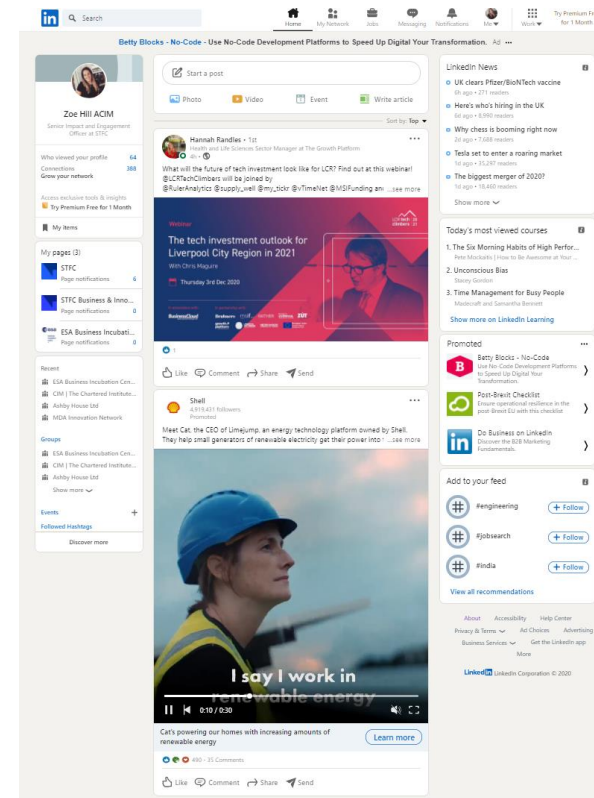 in
Search
Home
My Network
Jobs
Messaging
Notifications
Me
Work
Try Premium Fr
for 1 Month
Betty Blocks - No-Code - Use No-Code Development Platforms to Speed Up Digital Your Transformation. Ad •••
Zoe Hill ACIM
Senior Impact and Engagement
Officer at STFC
Who viewed your profile 64
Connections 388
Grow your network
Access exclusive tools & insights
Try Premium Free for 1 Month
My items
My pages (3)
STFC
Page notifications 6
STFC Business & Inno...
Page notifications 0
ESA Business Incubati...
Page notifications 0
Recent
ESA Business Incubation Cen...
CIM | The Chartered Institute...
Ashby House Ltd
MDA Innovation Network
Groups
ESA Business Incubation Cen...
CIM | The Chartered Institute...
Ashby House Ltd
Show more
Events +
Followed Hashtags
Discover more
Start a post
Photo
Video
Event
Write article
Sort by: Top
Hannah Randles • 1st
Health and Life Sciences Sector Manager at The Growth Platform
4h •
What will the future of tech investment look like for LCR? Find out at this webinar!
@LCRTechClimbers will be joined by
@RulerAnalytics @supply_well @my_tickr @vTimeNet @MSIFunding an ...see more
Webinar
The tech investment outlook for
Liverpool City Region in 2021
With Chris Maguire
Thursday 3rd Dec 2020
BusinessCloud
1
Like Comment Share Send
Shell
Promoted
Meet Cat, the CEO of Limejump, an energy technology platform owned by Shell.
They help small generators of renewable electricity get their power into ...see more
I say I work in
renewable energy
0:10 / 0:30
Cat's powering our homes with increasing amounts of
renewable energy
Learn more
480 • 35 Comments
Like Comment Share Send
LinkedIn News
UK clears Pfizer/BioNTech vaccine
6h ago • 271 readers
Here's who's hiring in the UK
6d ago • 8,990 readers
Why chess is booming right now
2d ago • 7,688 readers
Tesla set to enter a roaring market
1d ago • 35,297 readers
The biggest merger of 2020?
1d ago • 18,460 readers
Show more
Today's most viewed courses
1. The Six Morning Habits of High Perfor...
Pete Mockaitis | How to Be Awesome at Your ...
2. Unconscious Bias
Stacey Gordon
3. Time Management for Busy People
Madecraft and Samantha Bennett
Show more on LinkedIn Learning
Promoted •••
B
Betty Blocks - No-Code
Use No-Code Development Platforms
to Speed Up Digital Your
Transformation.
Post-Brexit Checklist
Ensure operational resilience in the
post-Brexit EU with this checklist
in
Do Business on LinkedIn
Discover the B2B Marketing
Fundamentals.
Add to your feed
#engineering
+ Follow
#jobsearch
+ Follow
#india
+ Follow
View all recommendations
About Accessibility Help Center
Privacy & Terms Ad Choices Advertising
Business Services Get the LinkedIn app
More
LinkedIn LinkedIn Corporation © 2020